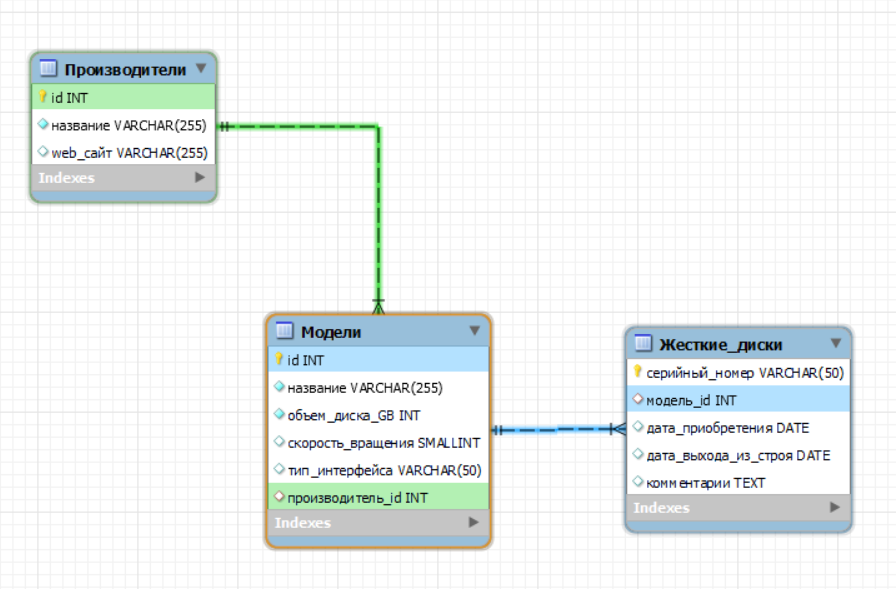 Производители
id INT
название VARCHAR(255)
web_сайт VARCHAR(255)
Indexes
Модели
id INT
название VARCHAR(255)
объем_диска_GB INT
скорость_вращения SMALLINT
тип_интерфейса VARCHAR(50)
производитель_id INT
Indexes
Жесткие_диски
серийный_номер VARCHAR(50)
модель_id INT
дата_приобретения DATE
дата_выхода_из_строя DATE
комментарии TEXT
Indexes